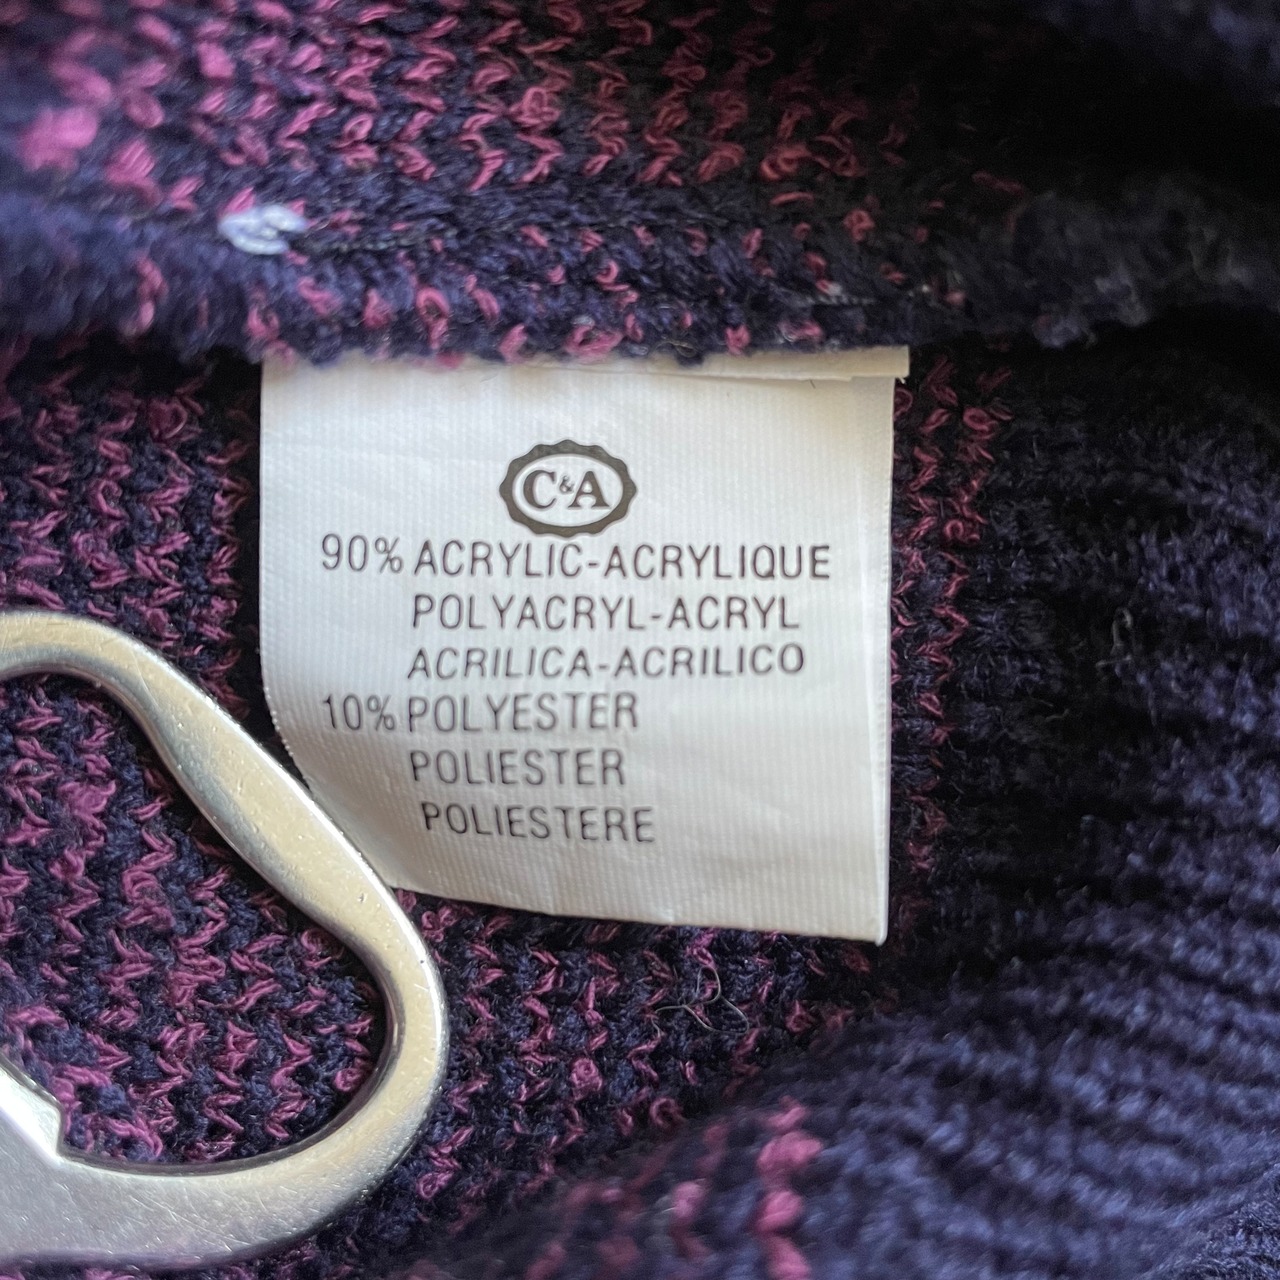 C&A
90% ACRYLIC-ACRYLIQUE
POLYACRYL-ACRYL
ACRILICA-ACRILICO
10% POLYESTER
POLIESTER
POLIESTERE